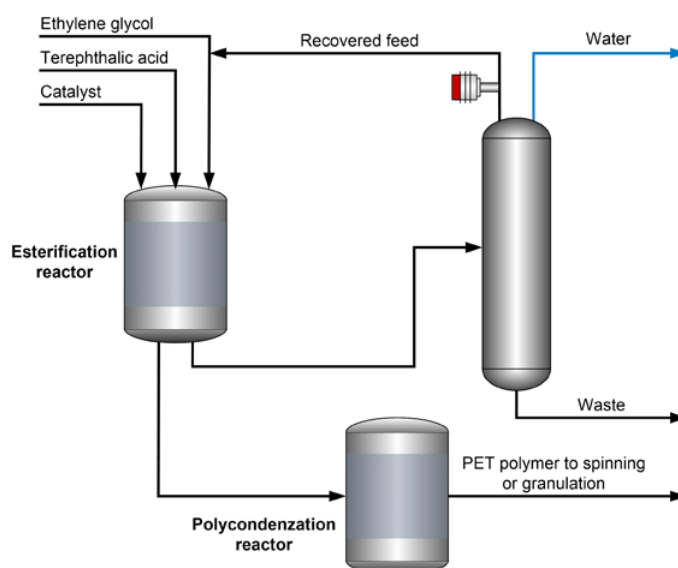 Ethylene glycol
Terephthalic acid
Catalyst
Recovered feed
Water
Esterification
reactor
Waste
PET polymer to spinning
or granulation
Polycondenzation
reactor